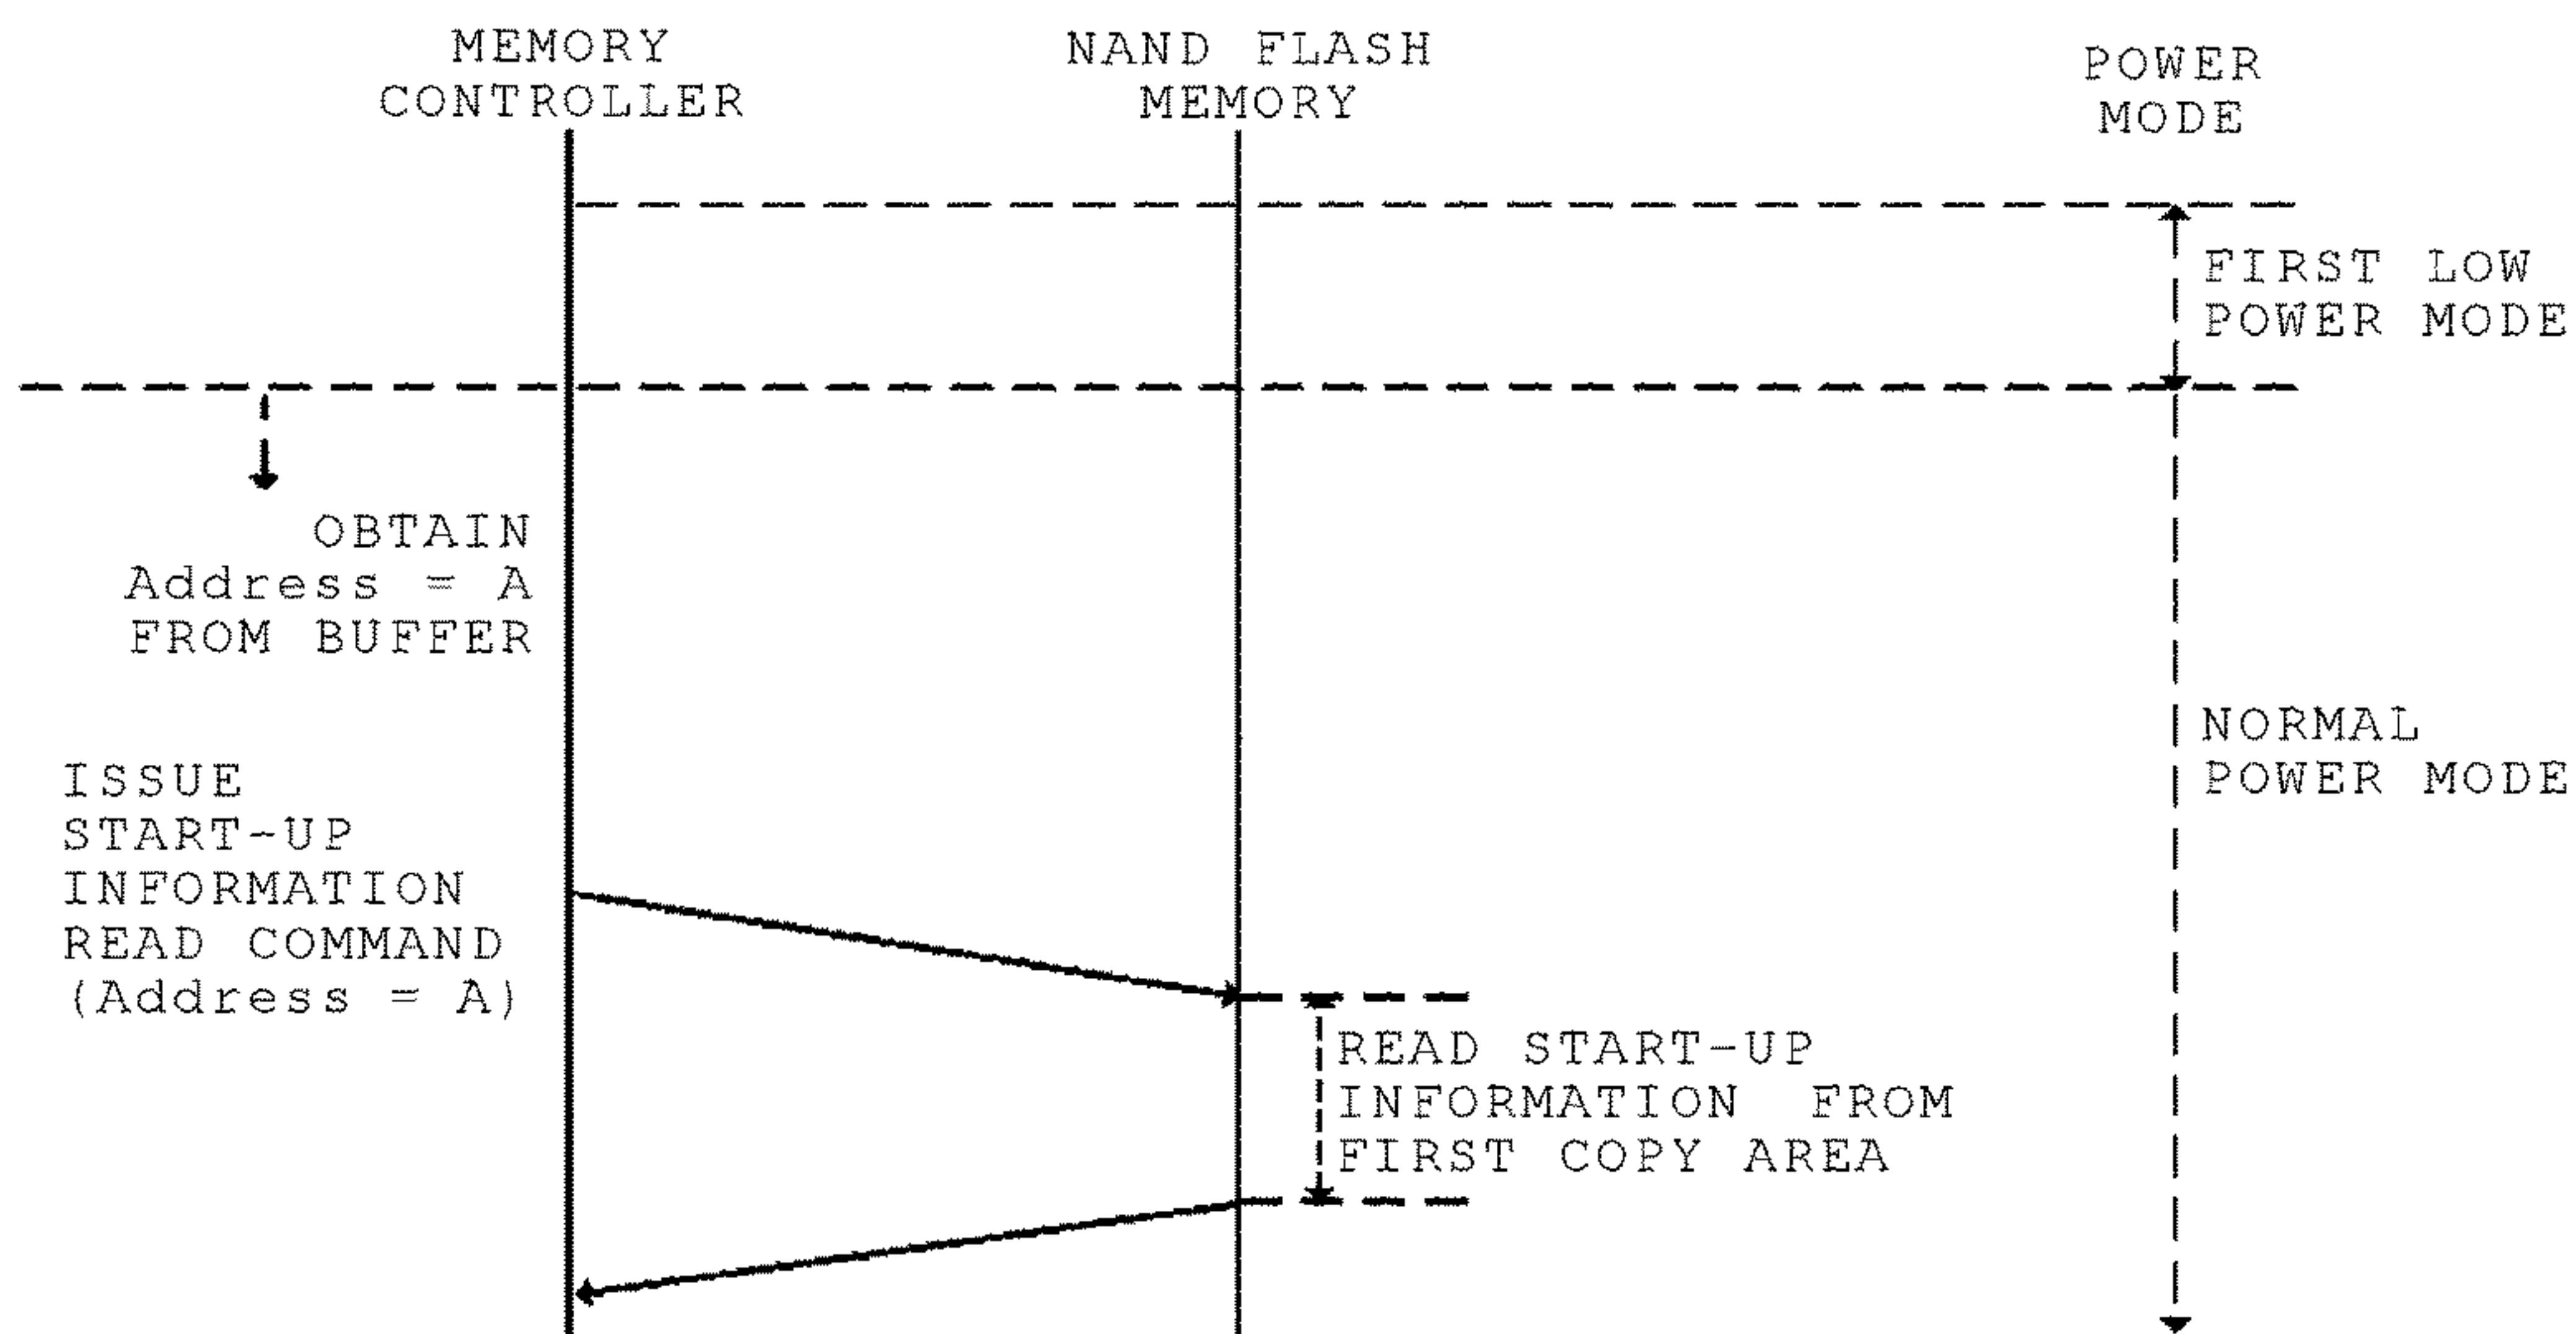 MEMORY
CONTROLLER
NAND FLASH
MEMORY
POWER
MODE
FIRST LOW
POWER MODE
OBTAIN
Address = A
FROM BUFFER
NORMAL
POWER MODE
ISSUE
START-UP
INFORMATION
READ COMMAND
(Address = A)
READ START-UP
INFORMATION FROM
FIRST COPY AREA